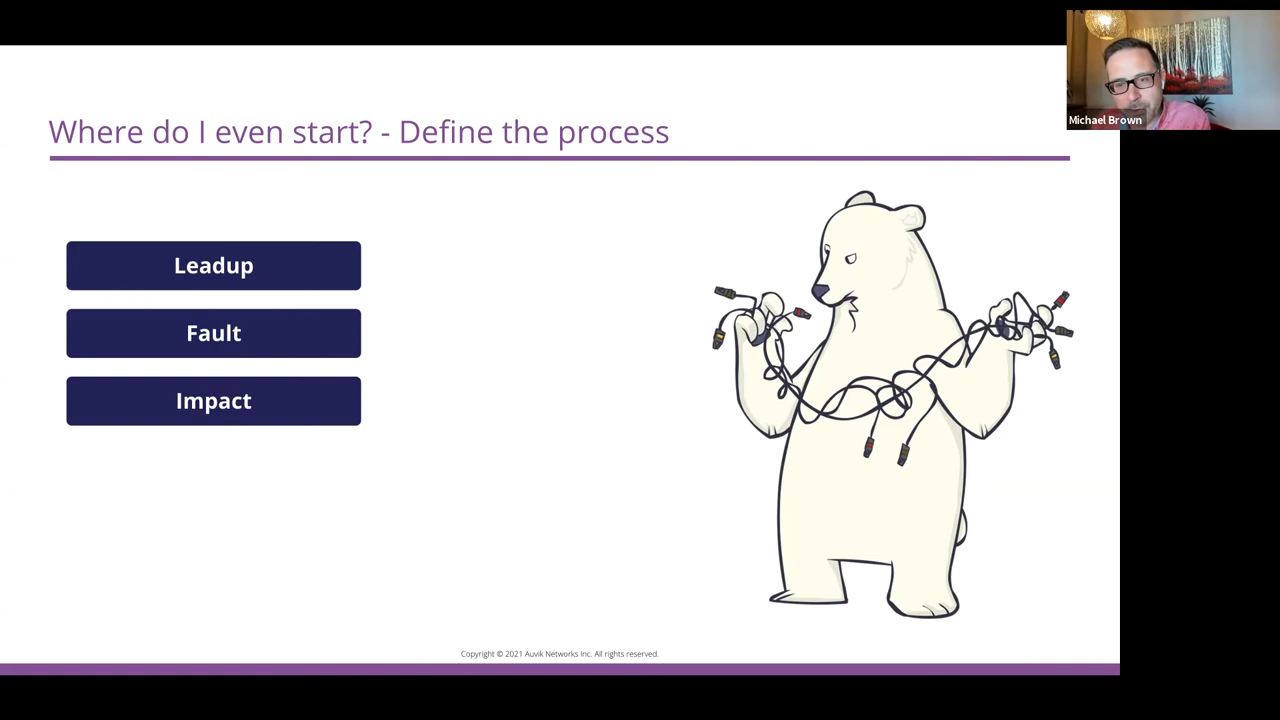 Michael Brown
Where do I even start? - Define the process
Leadup
Fault
Impact
Copyright © 2021 Auvik Networks Inc. All rights reserved.